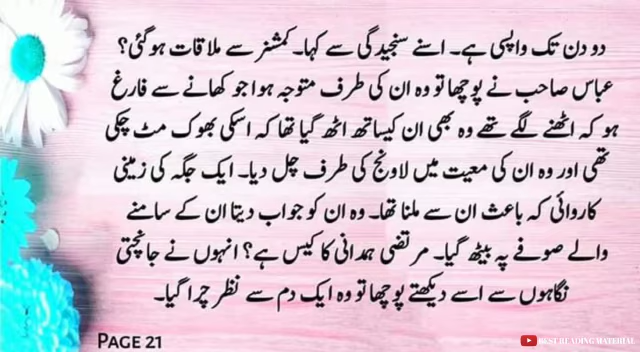 دو دن تک واپسی ہے۔ اسنے سنجیدگی سے کہا۔ کمشنر سے ملاقات ہوگئی؟
عباس صاحب نے پوچھا تو وہ ان کی طرف متوجہ ہوا جو کھانے سے فارغ
ہو کہ اٹھنے لگے تھے وہ بھی ان کیساتھ اٹھ گیا تھا کہ اسکی بھوک مٹ چکی
تھی اور وہ ان کی معیت میں لاونج کی طرف چل دیا۔ ایک جگہ کی زمینی
کاروائی کہ باعث ان سے ملنا تھا۔ وہ ان کو جواب دیتا ان کے سامنے
والے صوفے پہ بیٹھ گیا۔ مرتضی ہمدانی کا کیس ہے؟ انہوں نے جانچتی
نگاہوں سے اسے دیکھتے پوچھا تو وہ ایک دم سے نظر چرا گیا۔
PAGE 21
BEST READING MATERIAL